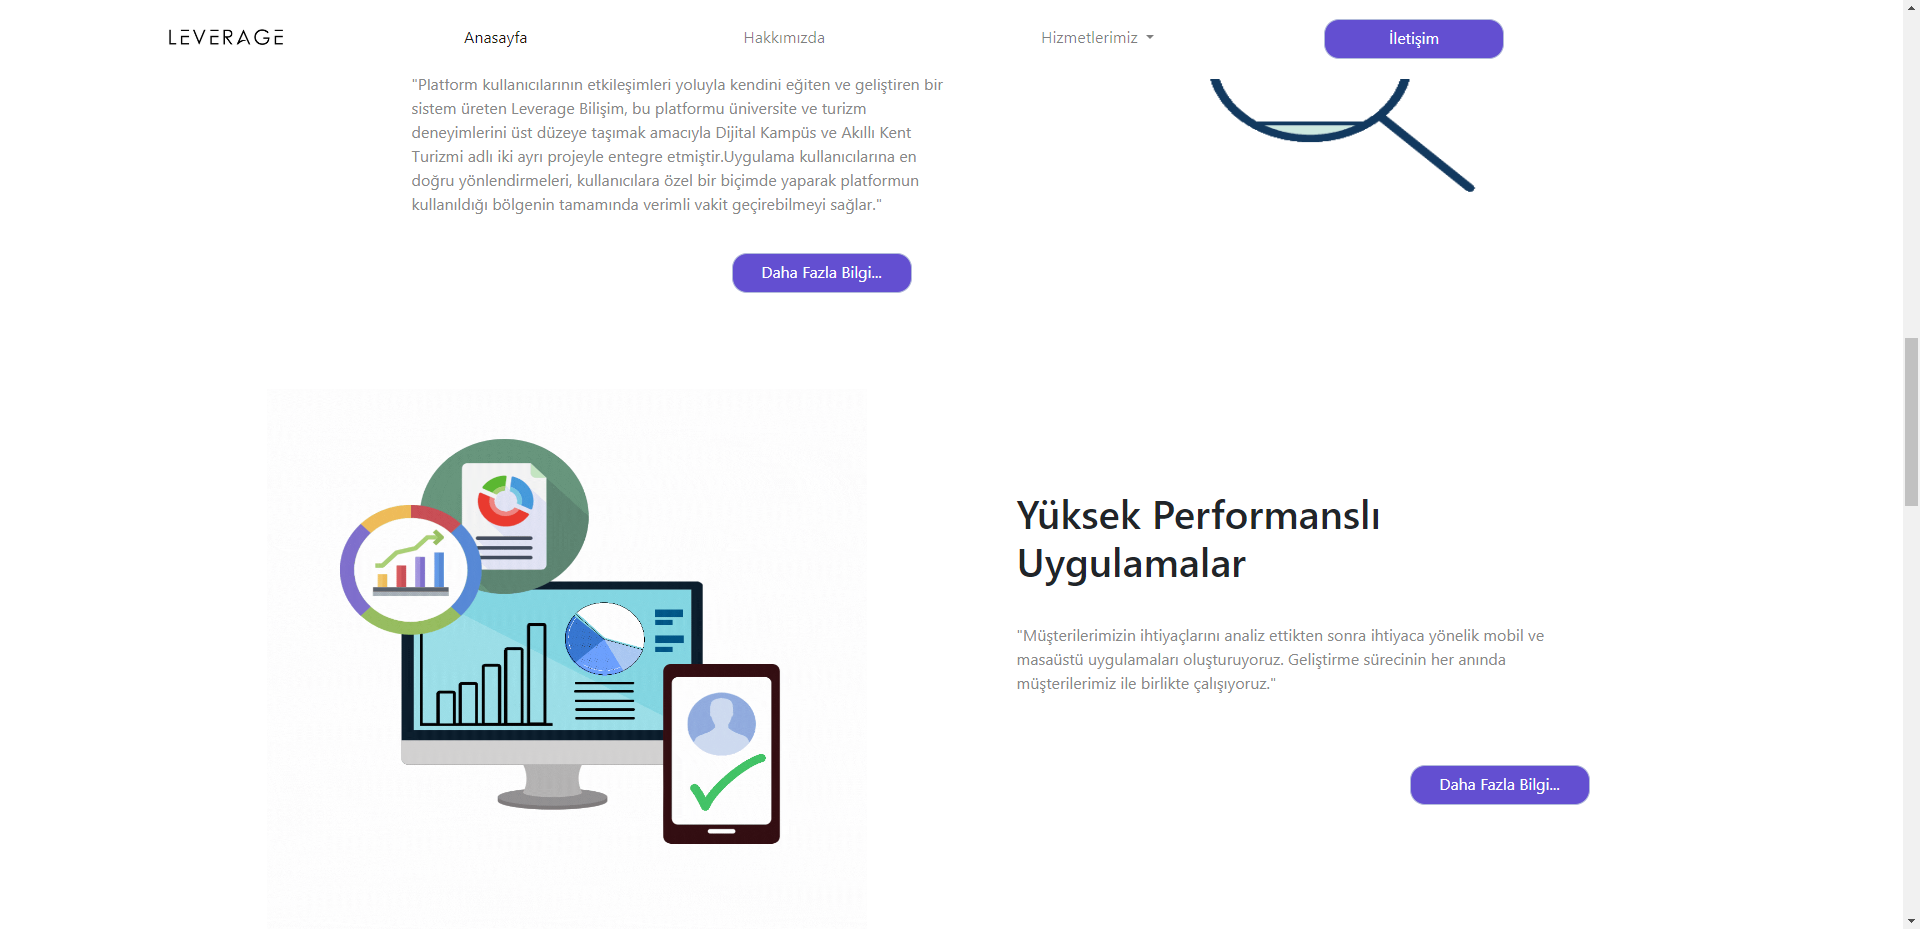 LEVERAGE
Anasayfa
Hakkımızda
Hizmetlerimiz
İletişim
"Platform kullanıcılarının etkileşimleri yoluyla kendini eğiten ve geliştiren bir
sistem üreten Leverage Bilişim, bu platformu üniversite ve turizm
deneyimlerini üst düzeye taşımak amacıyla Dijital Kampüs ve Akıllı Kent
Turizmi adlı iki ayrı projeyle entegre etmiştir.Uygulama kullanıcılarına en
doğru yönlendirmeleri, kullanıcılara özel bir biçimde yaparak platformun
kullanıldığı bölgenin tamamında verimli vakit geçirebilmeyi sağlar."
Daha Fazla Bilgi...
Yüksek Performanslı
Uygulamalar
"Müşterilerimizin ihtiyaçlarını analiz ettikten sonra ihtiyaca yönelik mobil ve
masaüstü uygulamaları oluşturuyoruz. Geliştirme sürecinin her anında
müşterilerimiz ile birlikte çalışıyoruz."
Daha Fazla Bilgi...